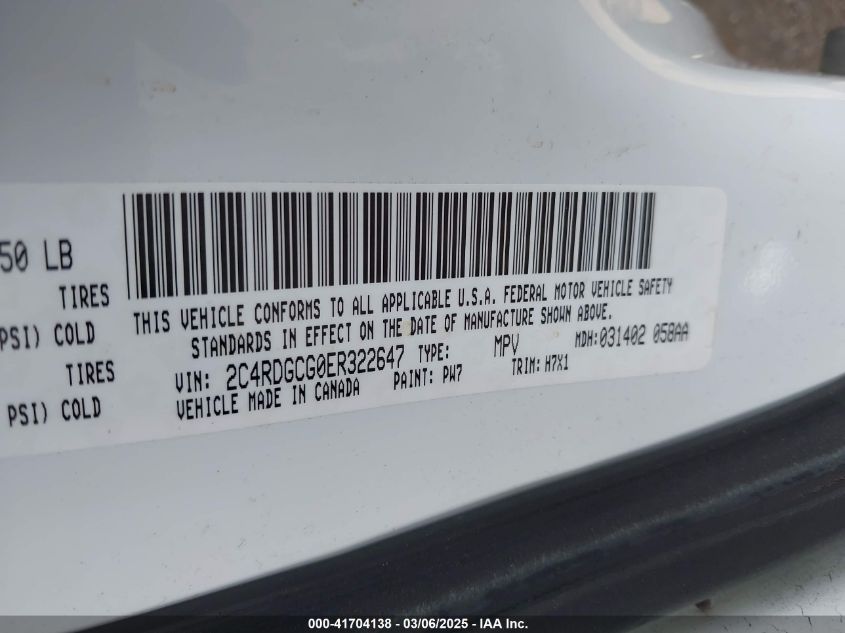 50 LB
TIRES
PSI) COLD
TIRES
PSI) COLD
THIS VEHICLE CONFORMS TO ALL APPLICABLE U.S.A. FEDERAL MOTOR VEHICLE SAFETY
STANDARDS IN EFFECT ON THE DATE OF MANUFACTURE SHOWN ABOVE.
VIN: 2C4RDGCG0ER322647 TYPE: MPV MDH:031402 058AA
VEHICLE MADE IN CANADA PAINT: PW7 TRIM: H7X1
000-41704138 - 03/06/2025 - IAA Inc.